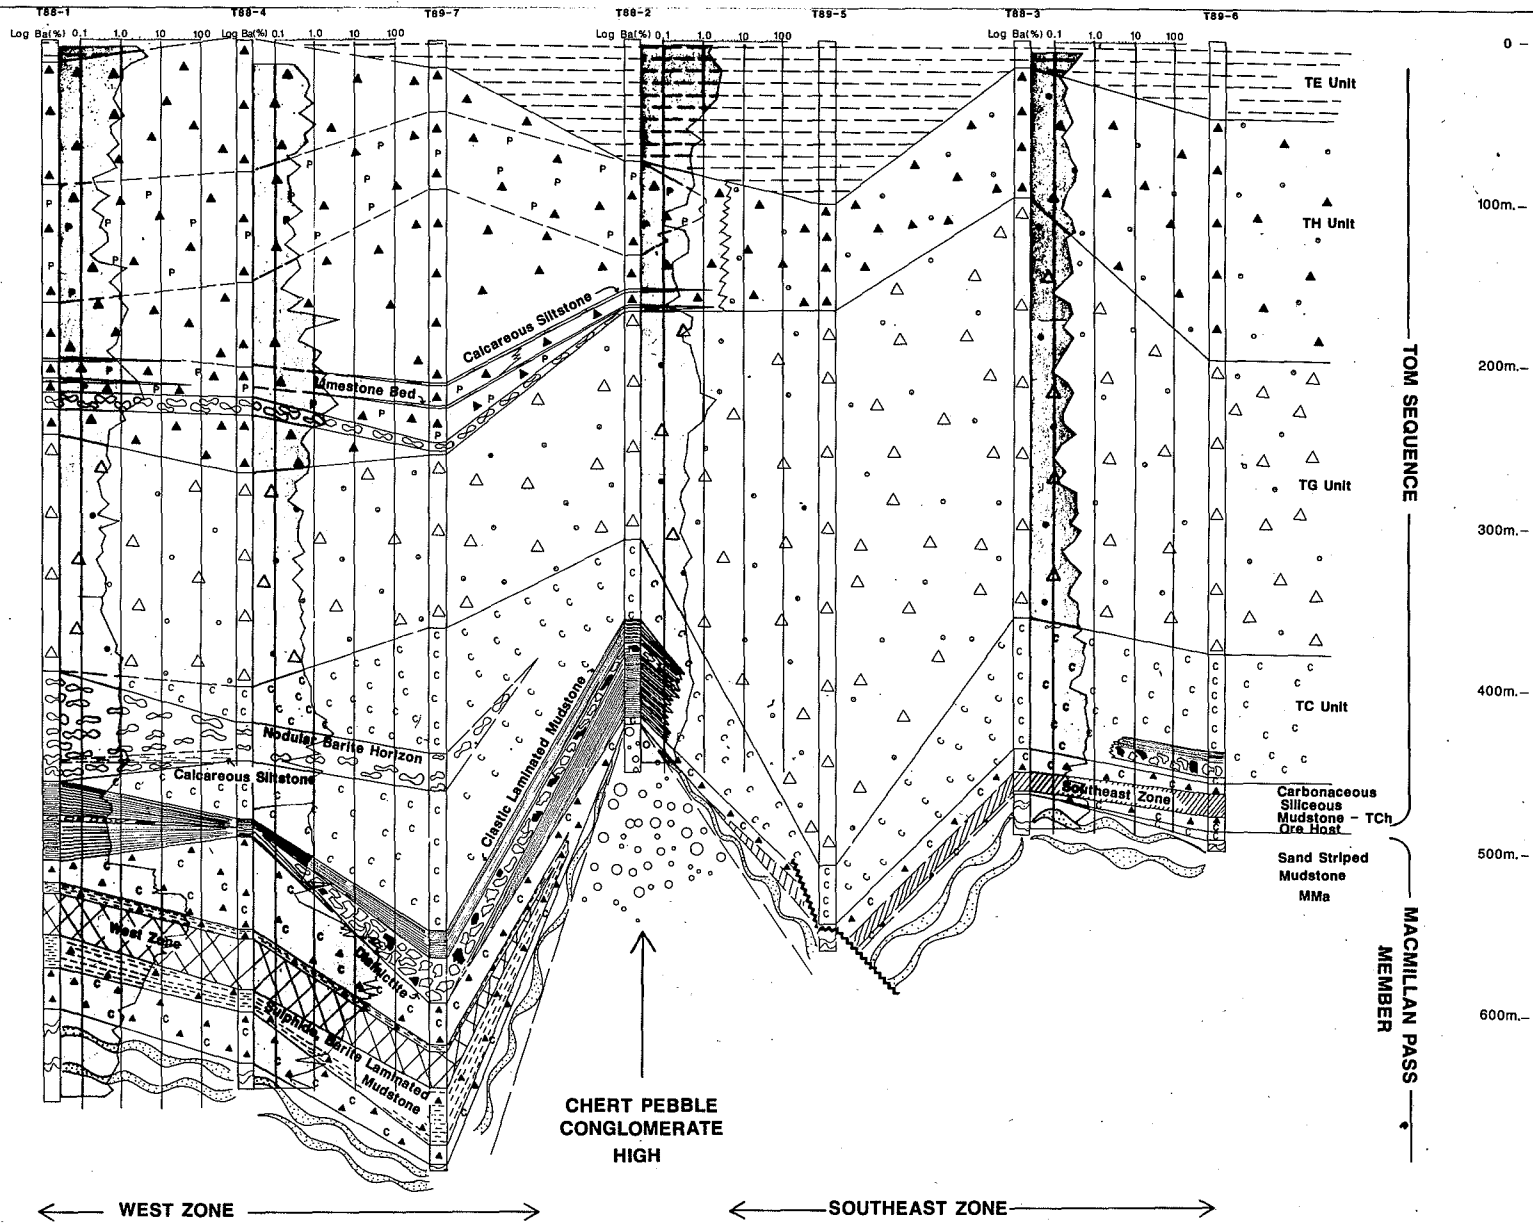 T88-1 T88-4 T89-7 T88-2 T89-5 T88-3 T89-6
Log Ba(%) 0.1 1.0 10 100 Log Ba(%) 0.1 1.0 10 100 Log Ba(%) 0.1 1.0 10 100 Log Ba(%) 0.1 1.0 10 100
0
TE Unit
100m.
TH Unit
Calcareous Siltstone
200m.
Limestone Bed
TOM SEQUENCE
TG Unit
300m.
400m.
TC Unit
Nodular Barite Horizon
Calcareous Siltstone
Clastic Laminated Mudstone
Southeast Zone
Carbonaceous
Siliceous
Mudstone - TCh
Ore Host
500m.
Sand Striped
Mudstone
MMa
West Zone
Diamictite
MACMILLAN PASS
MEMBER
Sulphide, Barite Laminated
Mudstone
600m.
CHERT PEBBLE
CONGLOMERATE
HIGH
WEST ZONE
SOUTHEAST ZONE